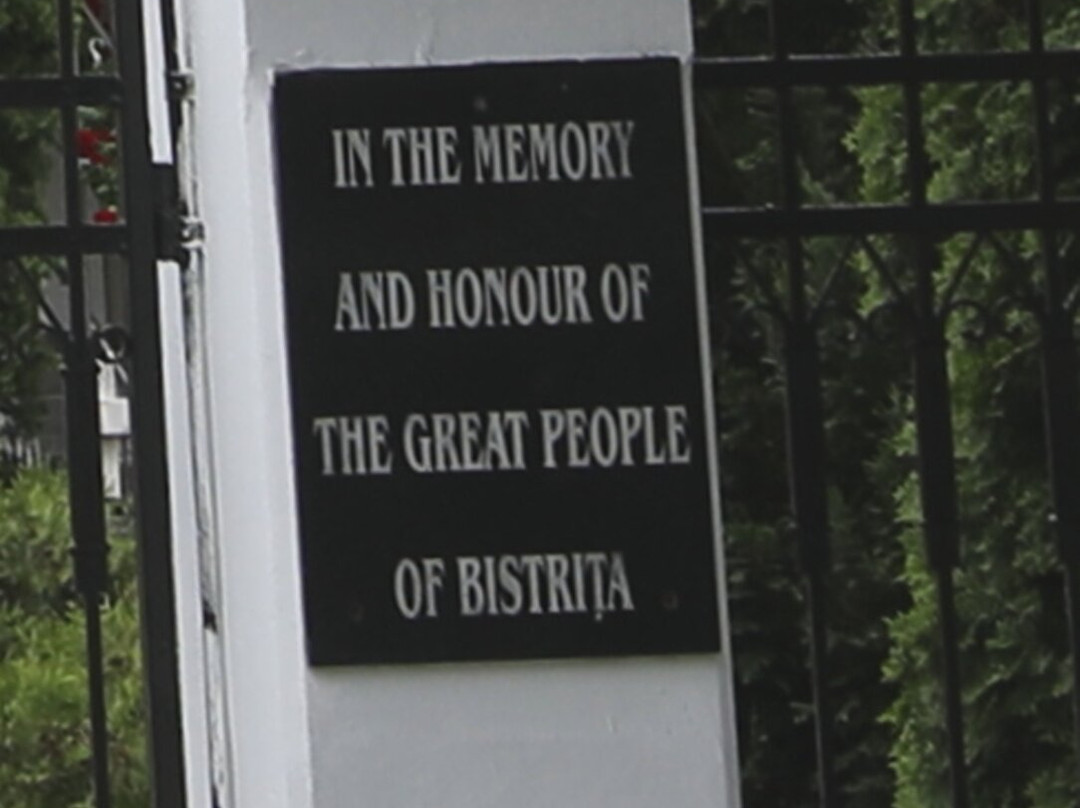 IN THE MEMORY
AND HONOUR OF
THE GREAT PEOPLE
OF BISTRIȚA